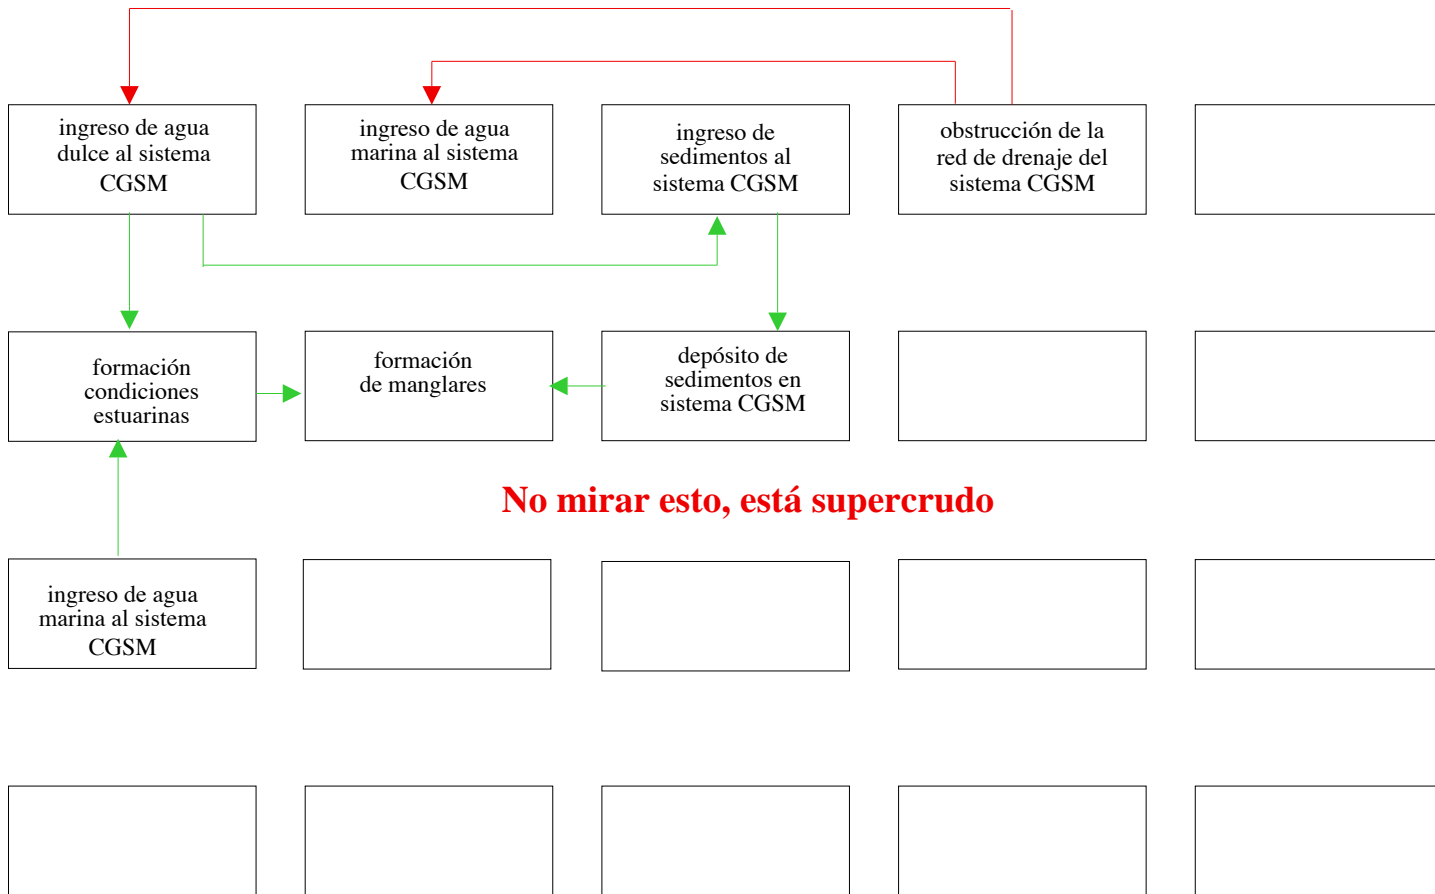 ingreso de agua
dulce al sistema
CGSM
ingreso de agua
marina al sistema
CGSM
ingreso de
sedimentos al
sistema CGSM
obstrucción de la
red de drenaje del
sistema CGSM
formación
condiciones
estuarinas
formación
de manglares
depósito de
sedimentos en
sistema CGSM
No mirar esto, está supercrudo
ingreso de agua
marina al sistema
CGSM